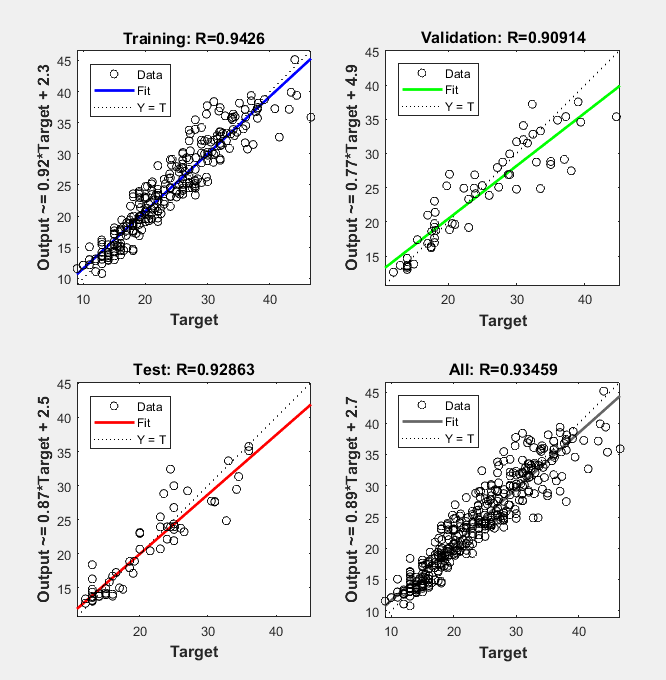 Training: R=0.9426
Output ~= 0.92*Target + 2.3
Data
Fit
Y = T
45
40
35
30
25
20
15
10
10
20
30
40
Target
Validation: R=0.90914
Output ~= 0.77*Target + 4.9
Data
Fit
Y = T
45
40
35
30
25
20
15
20
30
40
Target
Test: R=0.92863
Output ~= 0.87*Target + 2.5
Data
Fit
Y = T
45
40
35
30
25
20
15
20
30
40
Target
All: R=0.93459
Output ~= 0.89*Target + 2.7
Data
Fit
Y = T
45
40
35
30
25
20
15
10
10
20
30
40
Target